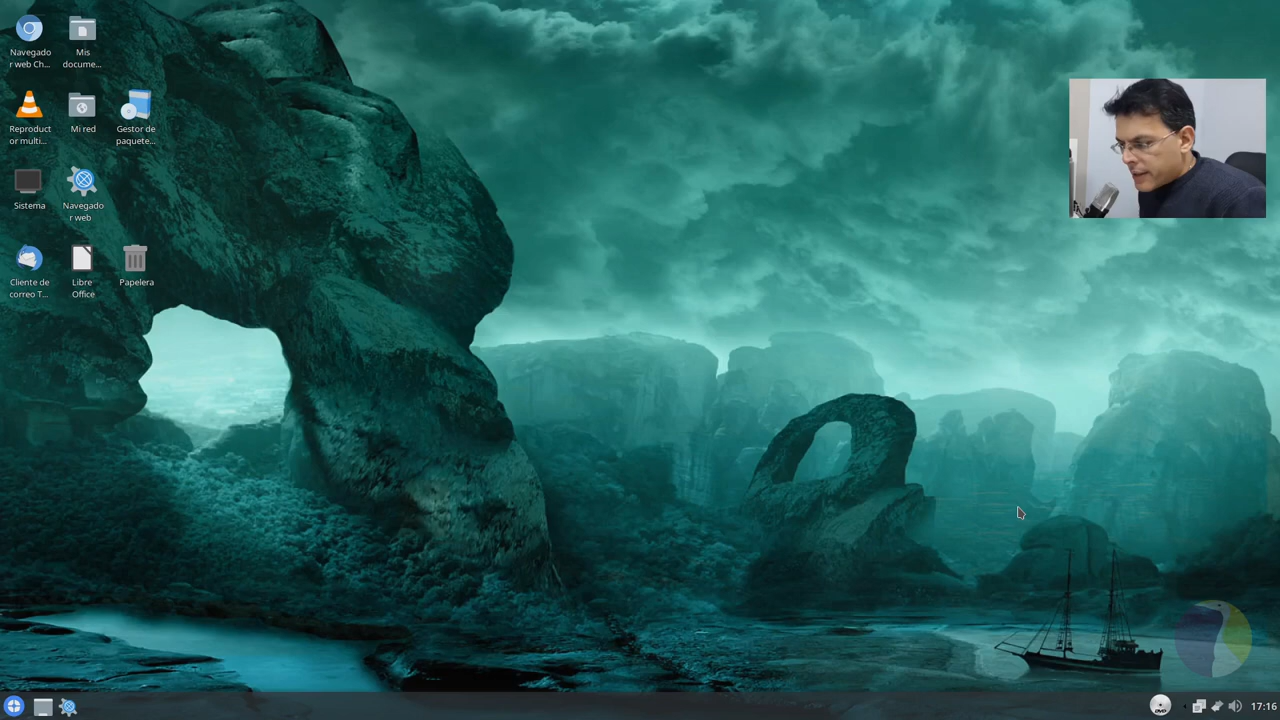 Navegado
r web Ch...
Mis
docume...
Reproduct
or multi...
Mi red
Gestor de
paquete...
Sistema
Navegado
r web
Cliente de
correo T...
Libre
Office
Papelera
DVD
17:16